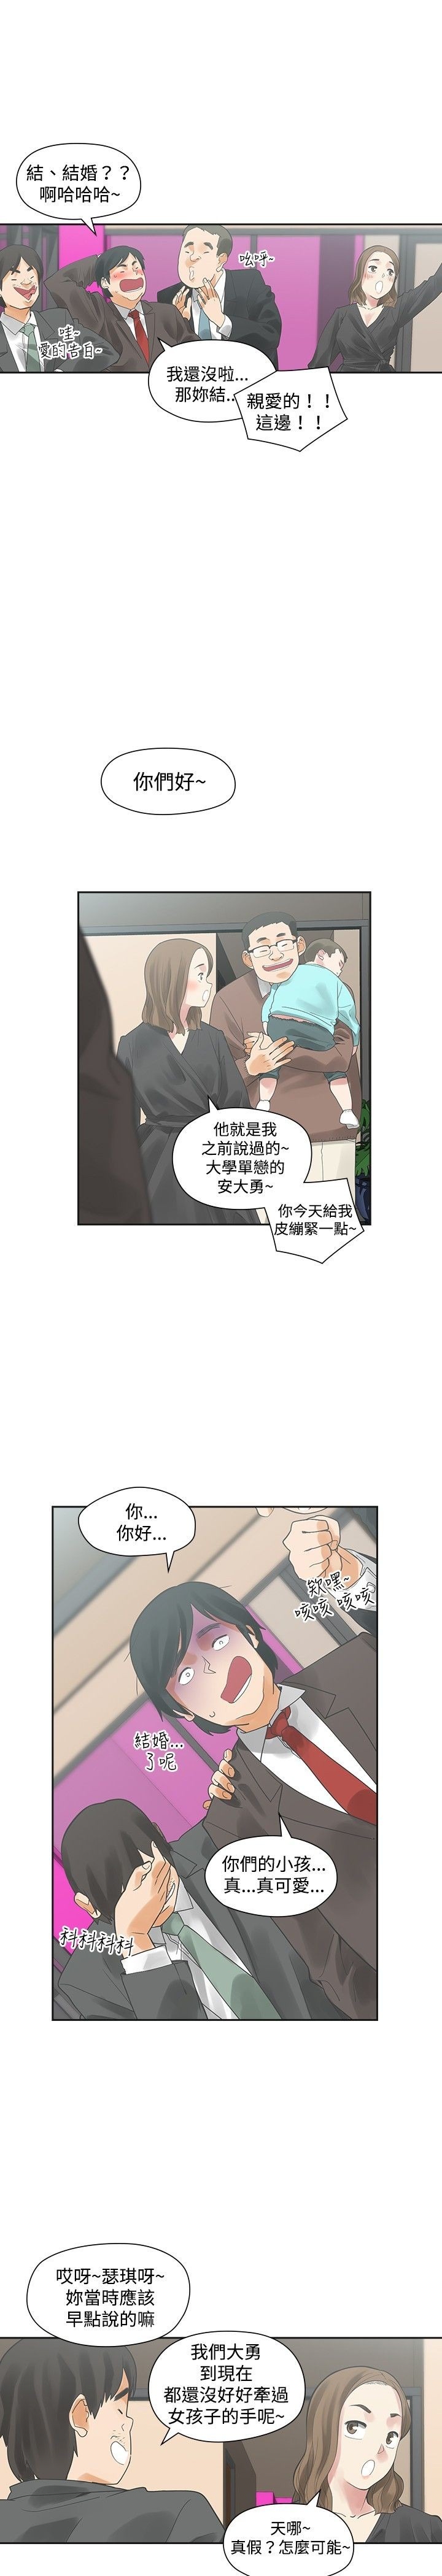 結、結婚？？
啊哈哈哈~
吆呼~
哇~
愛的告白~
我還沒啦...
那妳結..
親愛的！！
這邊！！
你們好~
他就是我
之前說過的~
大學單戀的
安大勇~
你今天給我
皮繃緊一點~
你...
你好...
欸嘿~
咳咳 咳咳
結婚...
了呢
你們的小孩...
真...真可愛...
科科科科
哎呀~瑟琪呀~
妳當時應該
早點說的嘛
我們大勇
到現在
都還沒好好牽過
女孩子的手呢~
天哪~
真假？怎麼可能~